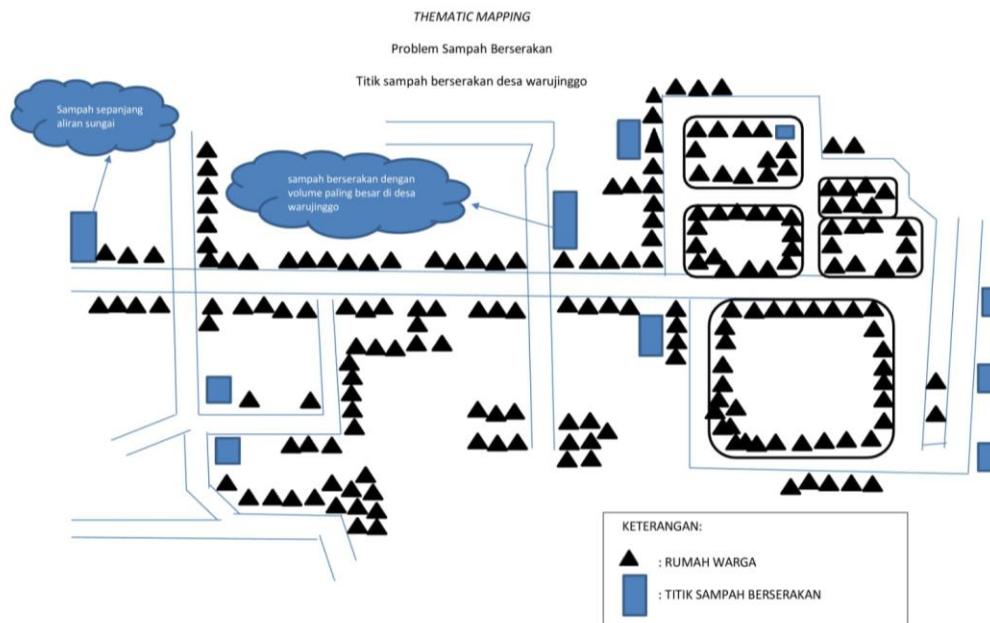 THEMATIC MAPPING
Problem Sampah Berserakan
Titik sampah berserakan desa warujinggo
Sampah sepanjang
aliran sungai
sampah berserakan dengan
volume paling besar di desa
warujinggo
KETERANGAN:
: RUMAH WARGA
: TITIK SAMPAH BERSERAKAN